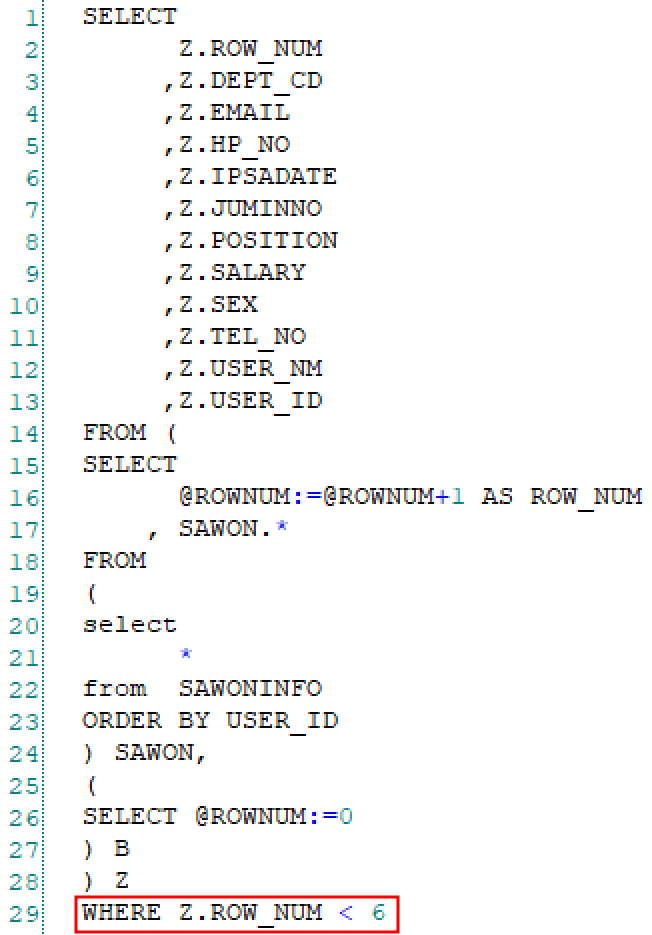 1 SELECT
2 Z.ROW_NUM
3 ,Z.DEPT_CD
4 ,Z.EMAIL
5 ,Z.HP_NO
6 ,Z.IPSADATE
7 ,Z.JUMINNO
8 ,Z.POSITION
9 ,Z.SALARY
10 ,Z.SEX
11 ,Z.TEL_NO
12 ,Z.USER_NM
13 ,Z.USER_ID
14 FROM (
15 SELECT
16 @ROWNUM:=@ROWNUM+1 AS ROW_NUM
17 , SAWON.*
18 FROM
19 (
20 select
21 *
22 from  SAWONINFO
23 ORDER BY USER_ID
24 ) SAWON,
25 (
26 SELECT @ROWNUM:=0
27 ) B
28 ) Z
29 WHERE Z.ROW_NUM < 6